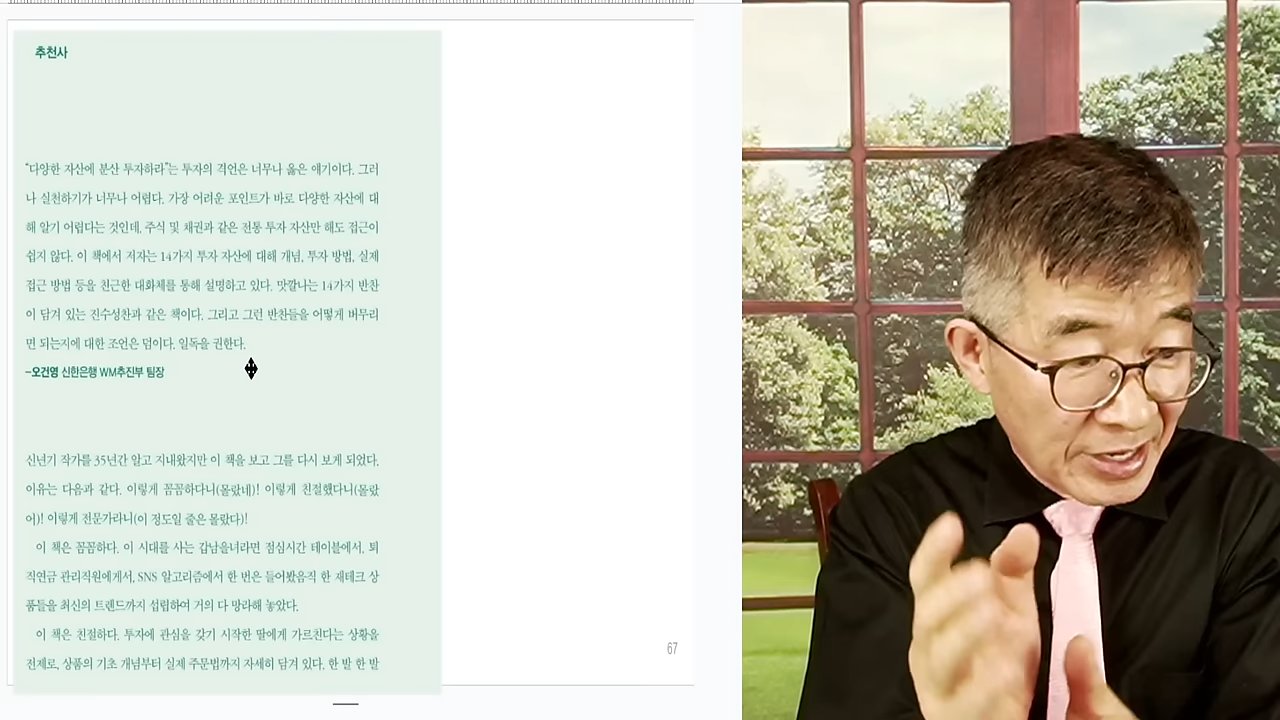 추천사
“다양한 자산에 분산 투자하라”는 투자의 격언은 너무나 옳은 얘기이다. 그러
나 실천하기가 너무나 어렵다. 가장 어려운 포인트가 바로 다양한 자산에 대
해 알기 어렵다는 것인데, 주식 및 채권과 같은 전통 투자 자산만 해도 접근이
쉽지 않다. 이 책에서 저자는 14가지 투자 자산에 대해 개념, 투자 방법, 실제
접근 방법 등을 친근한 대화체를 통해 설명하고 있다. 맛깔나는 14가지 반찬
이 담겨 있는 진수성찬과 같은 책이다. 그리고 그런 반찬들을 어떻게 버무리
면 되는지에 대한 조언은 덤이다. 일독을 권한다.
–오건영 신한은행 WM추진부 팀장
신년기 작가를 35년간 알고 지내왔지만 이 책을 보고 그를 다시 보게 되었다.
이유는 다음과 같다. 이렇게 꼼꼼하다니(몰랐네)! 이렇게 친절했다니(몰랐
어)! 이렇게 전문가라니(이 정도일 줄은 몰랐다)!
이 책은 꼼꼼하다. 이 시대를 사는 갑남을녀라면 점심시간 테이블에서, 퇴
직연금 관리직원에게서, SNS 알고리즘에서 한 번은 들어봤음직 한 재테크 상
품들을 최신의 트렌드까지 섭렵하여 거의 다 망라해 놓았다.
이 책은 친절하다. 투자에 관심을 갖기 시작한 딸에게 가르친다는 상황을
전제로, 상품의 기초 개념부터 실제 주문법까지 자세히 담겨 있다. 한 발 한 발
67